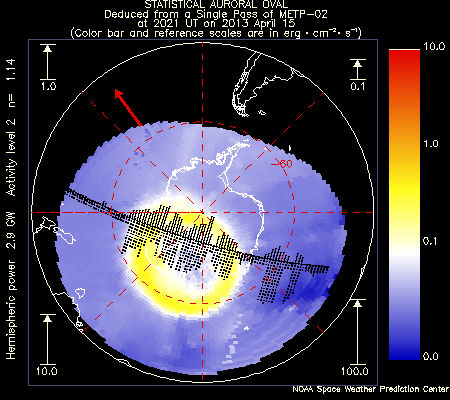 STATISTICAL AURORAL OVAL
Deduced from a Single Pass of METP-02
at 2021 UT on 2013 April 15
(Color bar and reference scales are in erg · cm⁻² · s⁻¹)
1.0
0.1
10.0
1.0
0.1
0.0
-60
10.0
100.0
Hemispheric power 2.9 GW Activity level 2 n= 1.14
NOAA Space Weather Prediction Center